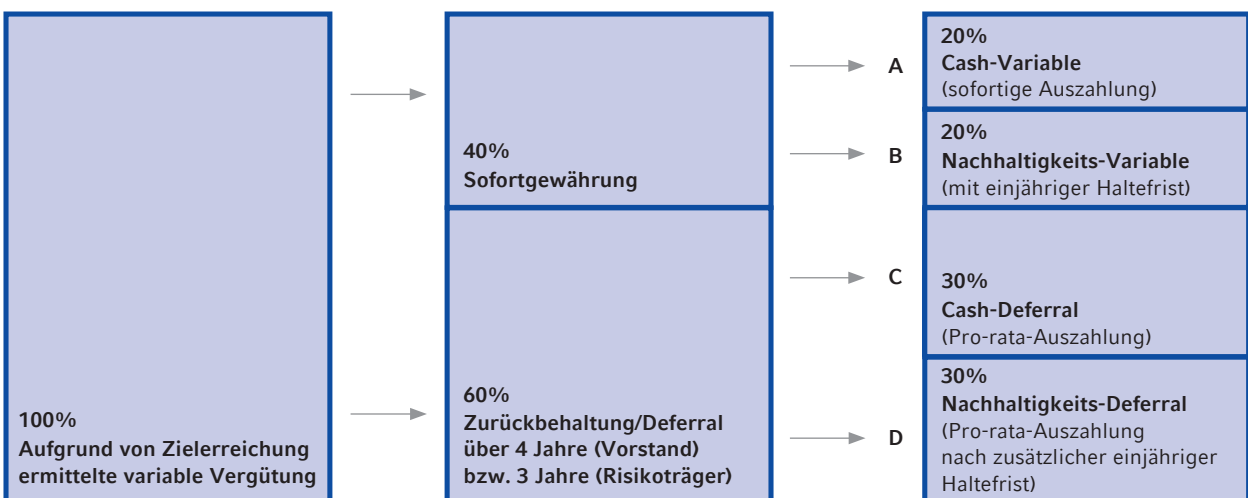 100%
Aufgrund von Zielerreichung
ermittelte variable Vergütung
40%
Sofortgewährung
60%
Zurückbehaltung/Deferral
über 4 Jahre (Vorstand)
bzw. 3 Jahre (Risikoträger)
A
20%
Cash-Variable
(sofortige Auszahlung)
B
20%
Nachhaltigkeits-Variable
(mit einjähriger Haltefrist)
C
30%
Cash-Deferral
(Pro-rata-Auszahlung)
D
30%
Nachhaltigkeits-Deferral
(Pro-rata-Auszahlung
nach zusätzlicher einjähriger
Haltefrist)